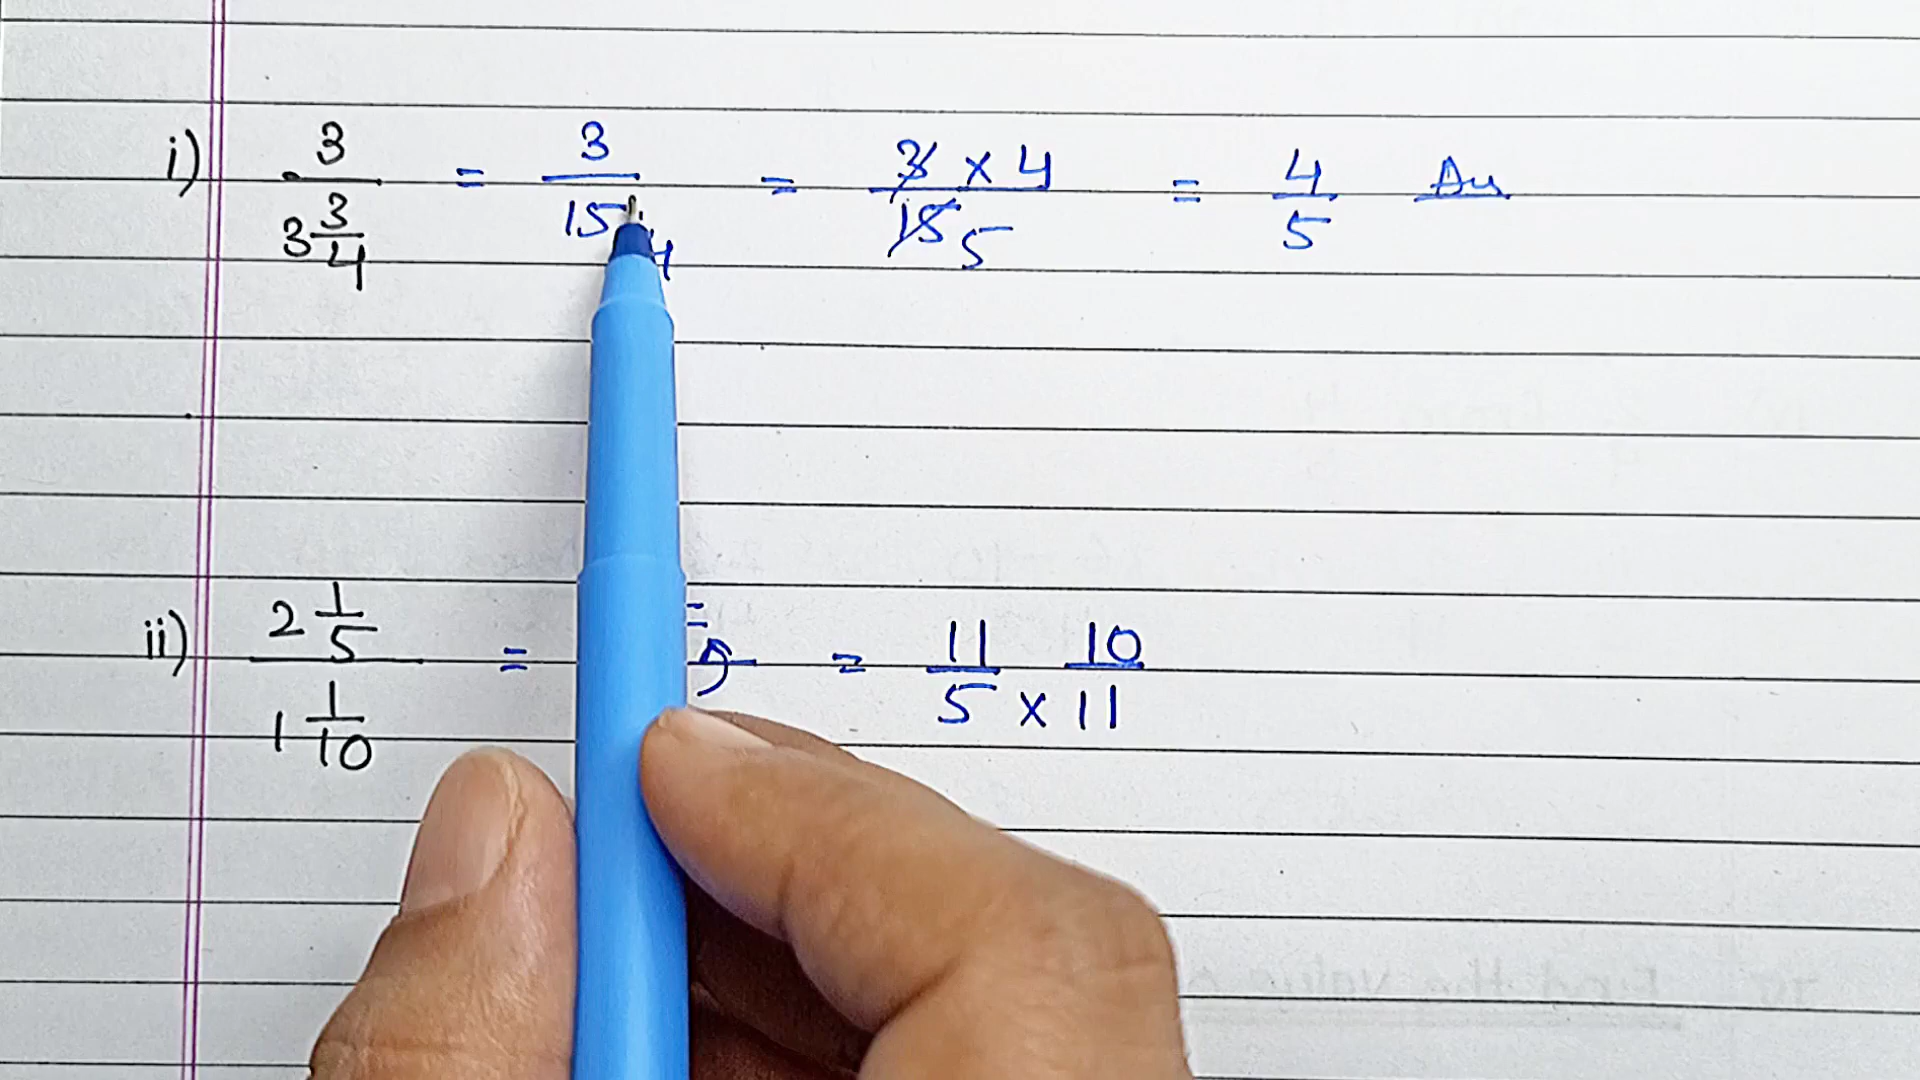 i) 3 / 3 3/4 = 3 / 15/4 = 3 × 4 / 15 5 = 4/5 Ans
ii) 2 1/5 / 1 1/10 = = 11/5 × 10/11